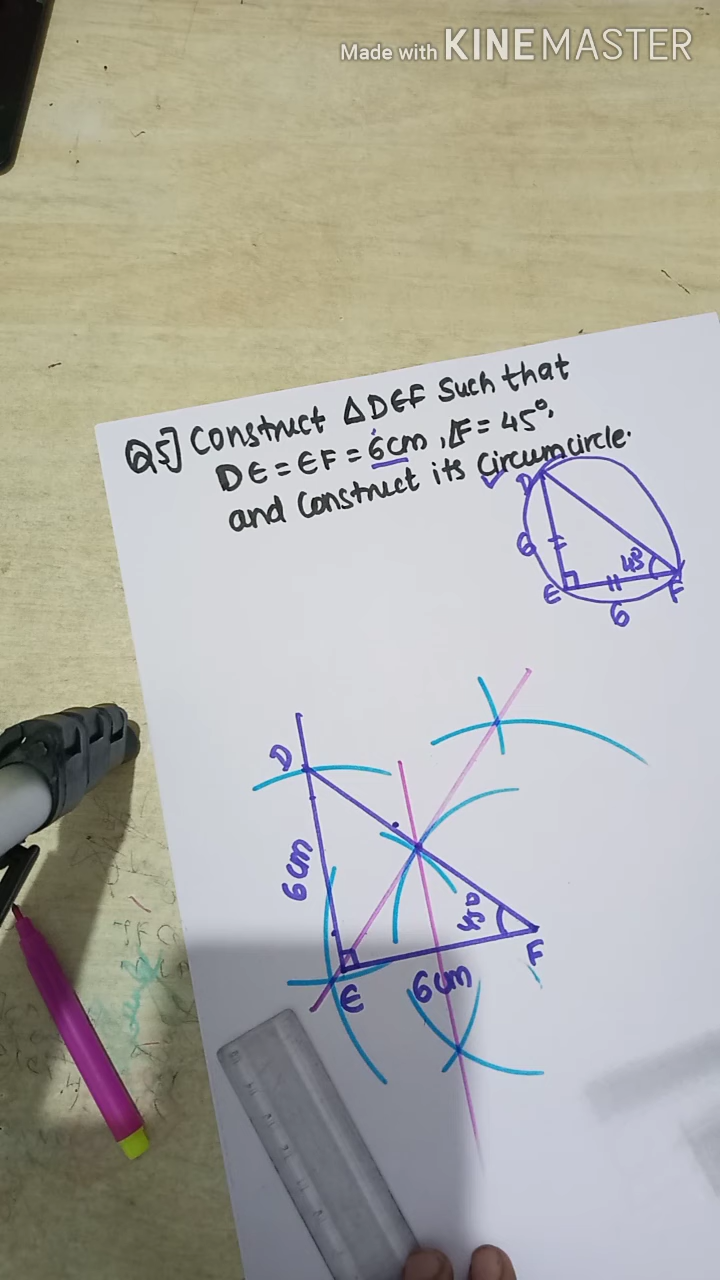 Made with KINEMASTER
Q5] Construct △DEF such that
DE = EF = 6cm, ∠F = 45°,
and construct its circumcircle.
D
6
45°
E
F
6
D
6cm
45°
F
E
6cm